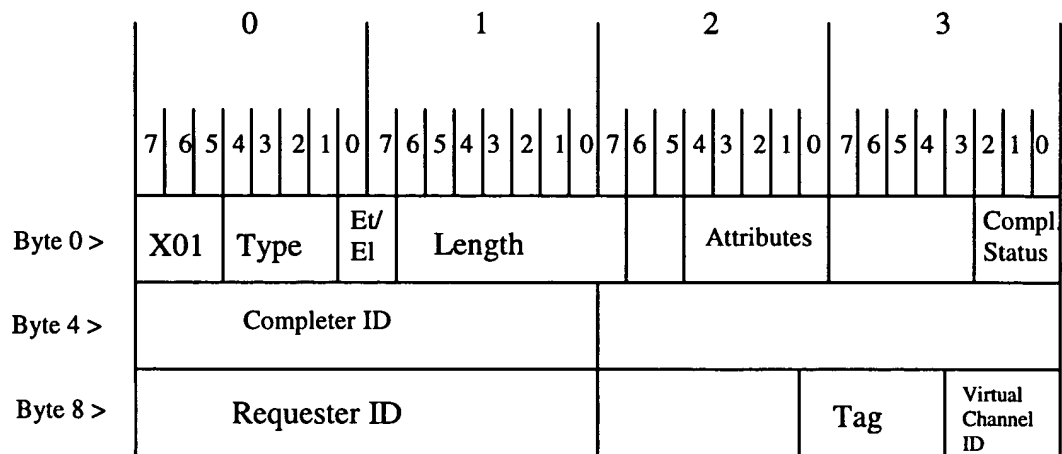 0 1 2 3
7 6 5 4 3 2 1 0 7 6 5 4 3 2 1 0 7 6 5 4 3 2 1 0 7 6 5 4 3 2 1 0
Byte 0 > X01 Type Et/ El Length Attributes Compl. Status
Byte 4 > Completer ID
Byte 8 > Requester ID Tag Virtual Channel ID